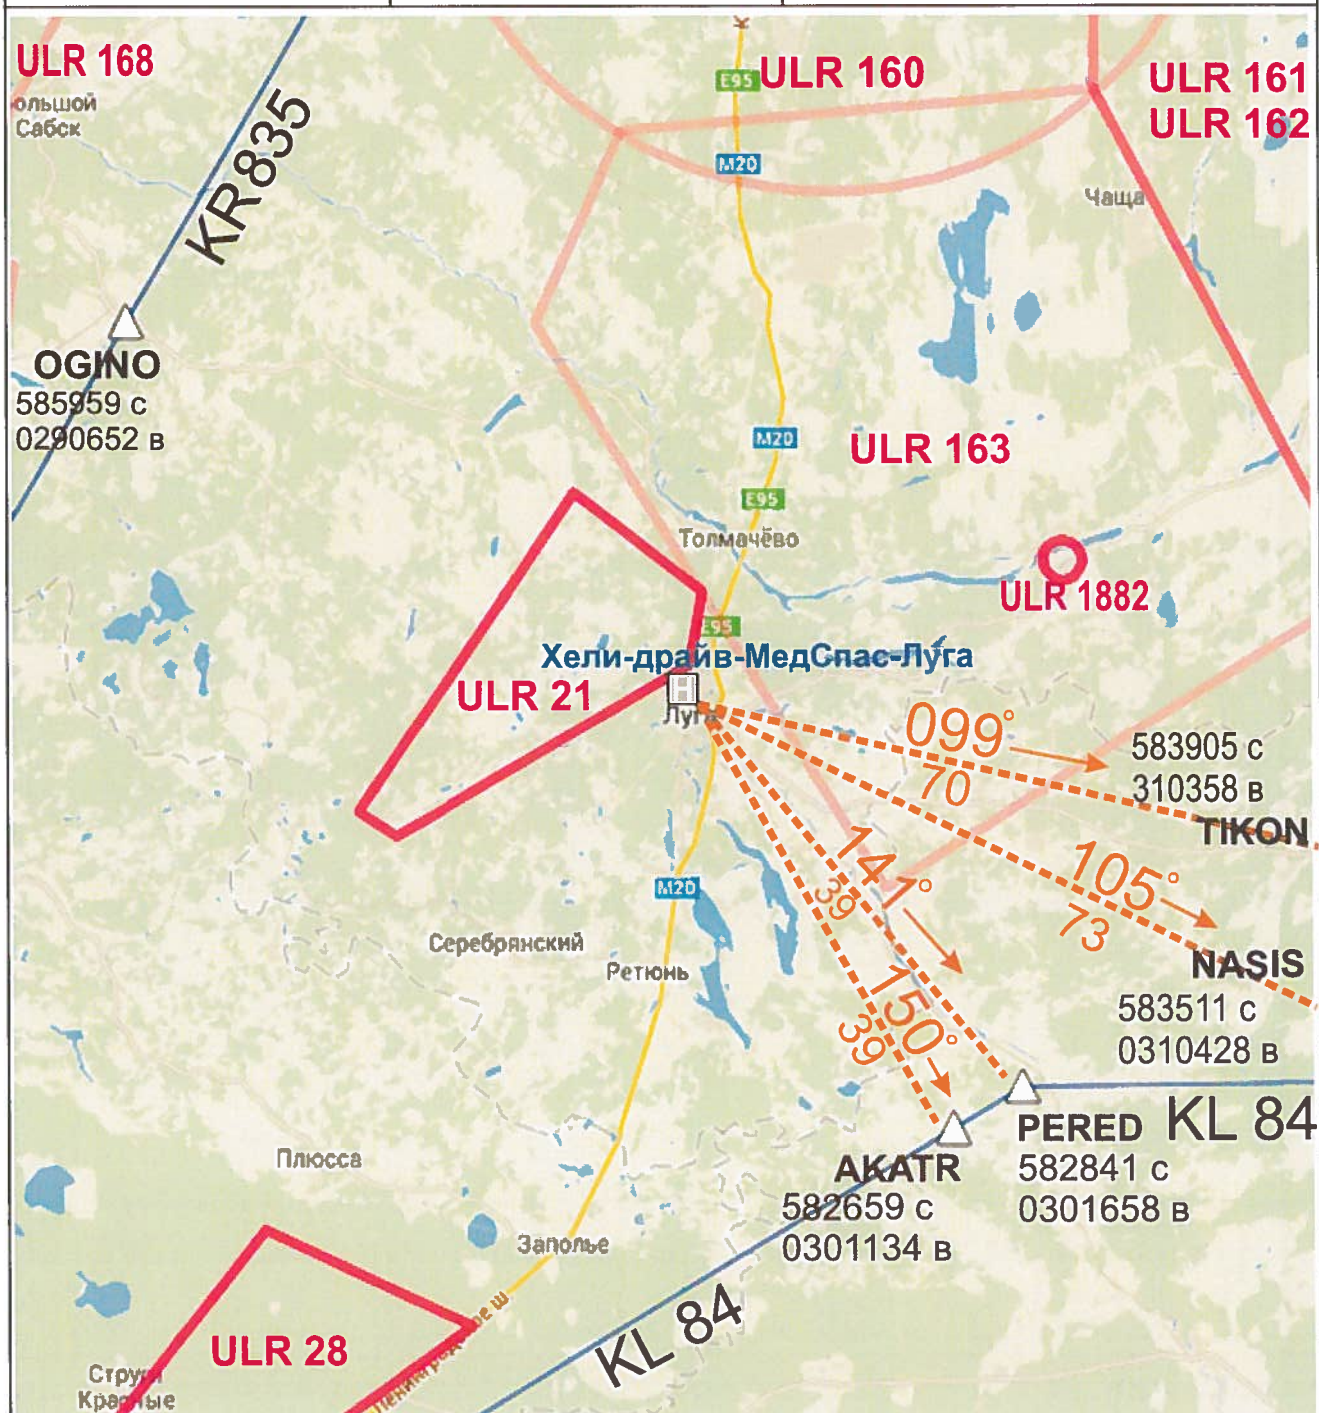 к
ULR 168
ольшой
Сабск
KR835
E95
ULR 160
ULR 161
ULR 162
M20
Чаща
OGINO
585959 с
0290652 в
M20
ULR 163
E95
Толмачёво
ULR 1882
E95
Хели-драйв-МедСпас-Луга
ULR 21
H
Луга
099°
70
583905 с
310358 в
TIKON
141°
39
105°
73
M20
Серебрянский
Ретюнь
NASIS
583511 с
0310428 в
150°
39
PERED
KL 84
582841 с
0301658 в
AKATR
582659 с
0301134 в
Плюсса
Заполье
KL 84
ULR 28
Струги
Красные